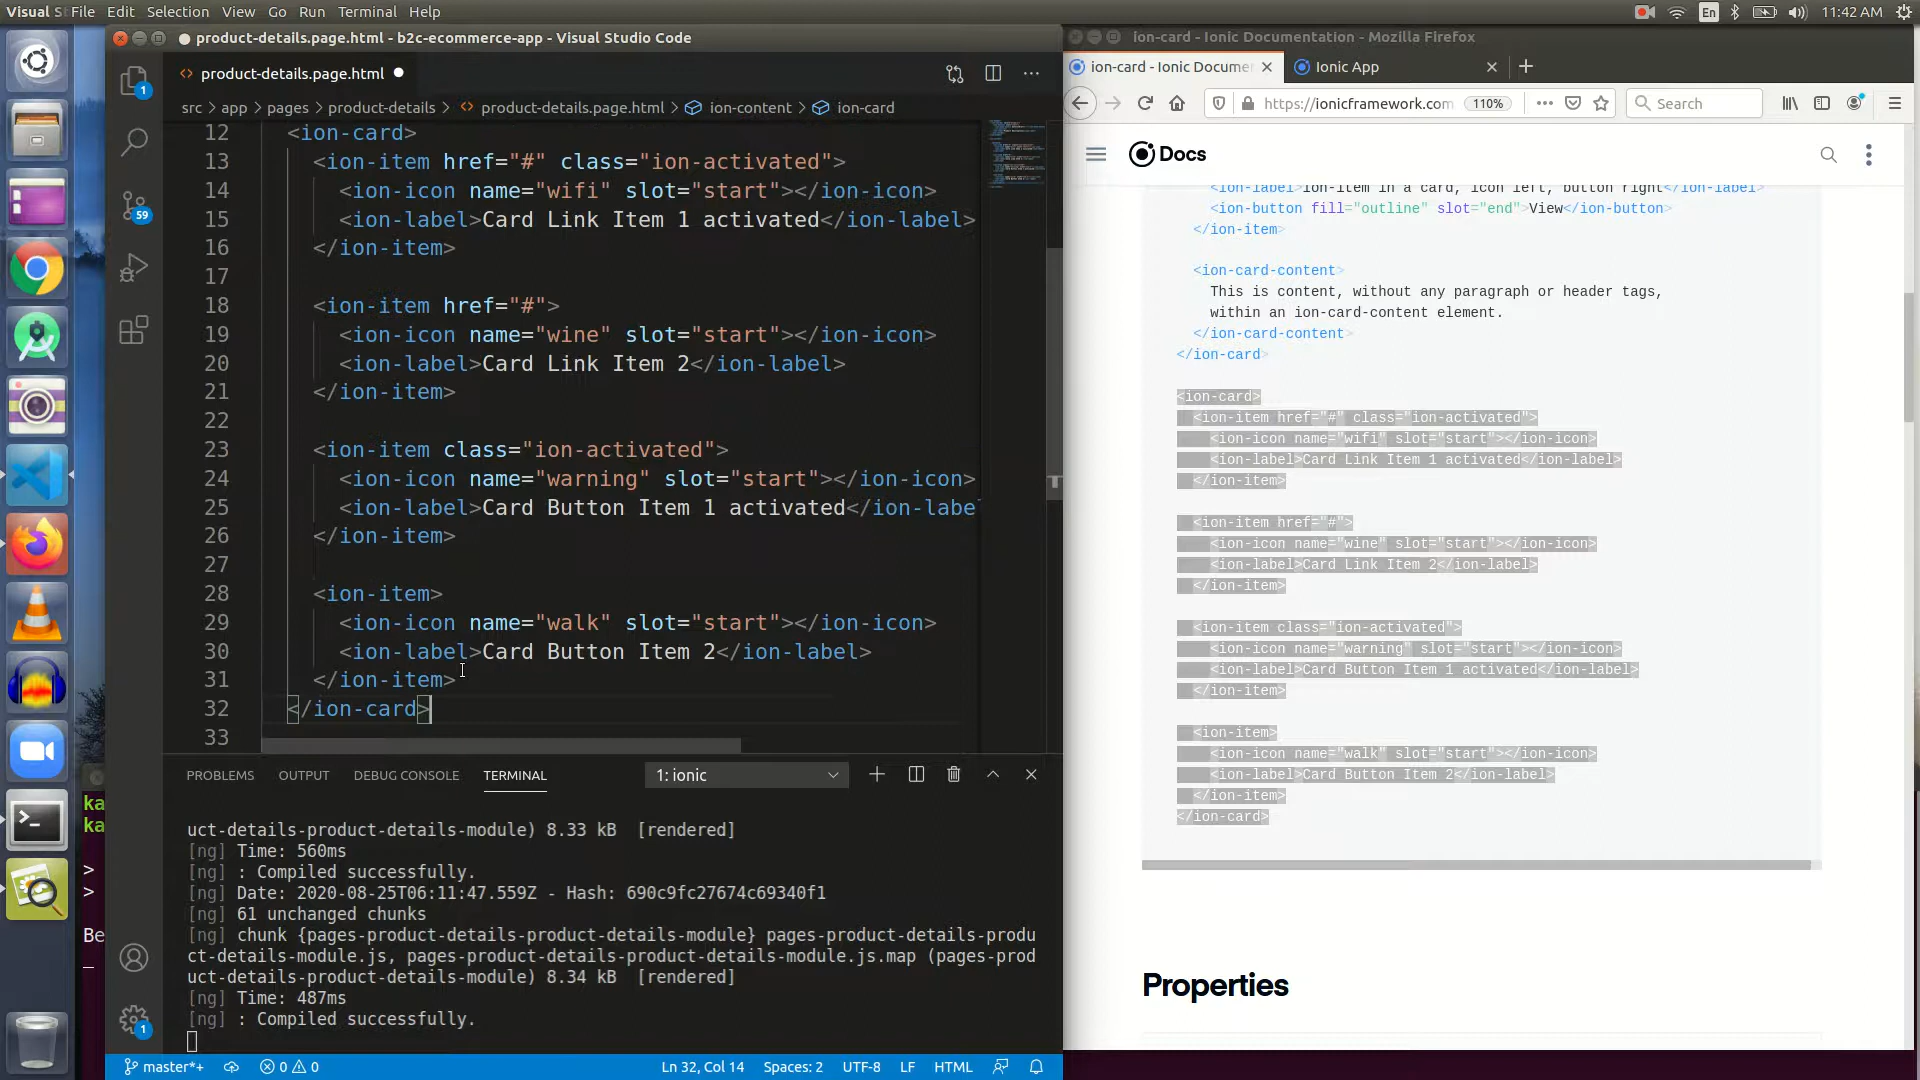 Visual S File Edit Selection View Go Run Terminal Help
En 11:42 AM
product-details.page.html - b2c-ecommerce-app - Visual Studio Code
product-details.page.html
src > app > pages > product-details > product-details.page.html > ion-content > ion-card
12 <ion-card>
13 <ion-item href="#" class="ion-activated">
14 <ion-icon name="wifi" slot="start"></ion-icon>
15 <ion-label>Card Link Item 1 activated</ion-label>
16 </ion-item>
17
18 <ion-item href="#">
19 <ion-icon name="wine" slot="start"></ion-icon>
20 <ion-label>Card Link Item 2</ion-label>
21 </ion-item>
22
23 <ion-item class="ion-activated">
24 <ion-icon name="warning" slot="start"></ion-icon>
25 <ion-label>Card Button Item 1 activated</ion-labe
26 </ion-item>
27
28 <ion-item>
29 <ion-icon name="walk" slot="start"></ion-icon>
30 <ion-label>Card Button Item 2</ion-label>
31 </ion-item>
32 </ion-card>
33
1
59
1
PROBLEMS OUTPUT DEBUG CONSOLE TERMINAL 1: ionic
uct-details-product-details-module) 8.33 kB [rendered]
[ng] Time: 560ms
[ng] : Compiled successfully.
[ng] Date: 2020-08-25T06:11:47.559Z - Hash: 690c9fc27674c69340f1
[ng] 61 unchanged chunks
[ng] chunk {pages-product-details-product-details-module} pages-product-details-produ
ct-details-module.js, pages-product-details-product-details-module.js.map (pages-prod
uct-details-product-details-module) 8.34 kB [rendered]
[ng] Time: 487ms
[ng] : Compiled successfully.
ka
ka
>
>
Be
_
master*+ 0 0 Ln 32, Col 14 Spaces: 2 UTF-8 LF HTML
ion-card - Ionic Documentation - Mozilla Firefox
ion-card - Ionic Docume Ionic App
https://ionicframework.com 110% Search
Docs
<ion-label>ion-item in a card, icon left, button right</ion-label>
<ion-button fill="outline" slot="end">View</ion-button>
</ion-item>
<ion-card-content>
This is content, without any paragraph or header tags,
within an ion-card-content element.
</ion-card-content>
</ion-card>
<ion-card>
<ion-item href="#" class="ion-activated">
<ion-icon name="wifi" slot="start"></ion-icon>
<ion-label>Card Link Item 1 activated</ion-label>
</ion-item>
<ion-item href="#">
<ion-icon name="wine" slot="start"></ion-icon>
<ion-label>Card Link Item 2</ion-label>
</ion-item>
<ion-item class="ion-activated">
<ion-icon name="warning" slot="start"></ion-icon>
<ion-label>Card Button Item 1 activated</ion-label>
</ion-item>
<ion-item>
<ion-icon name="walk" slot="start"></ion-icon>
<ion-label>Card Button Item 2</ion-label>
</ion-item>
</ion-card>
Properties